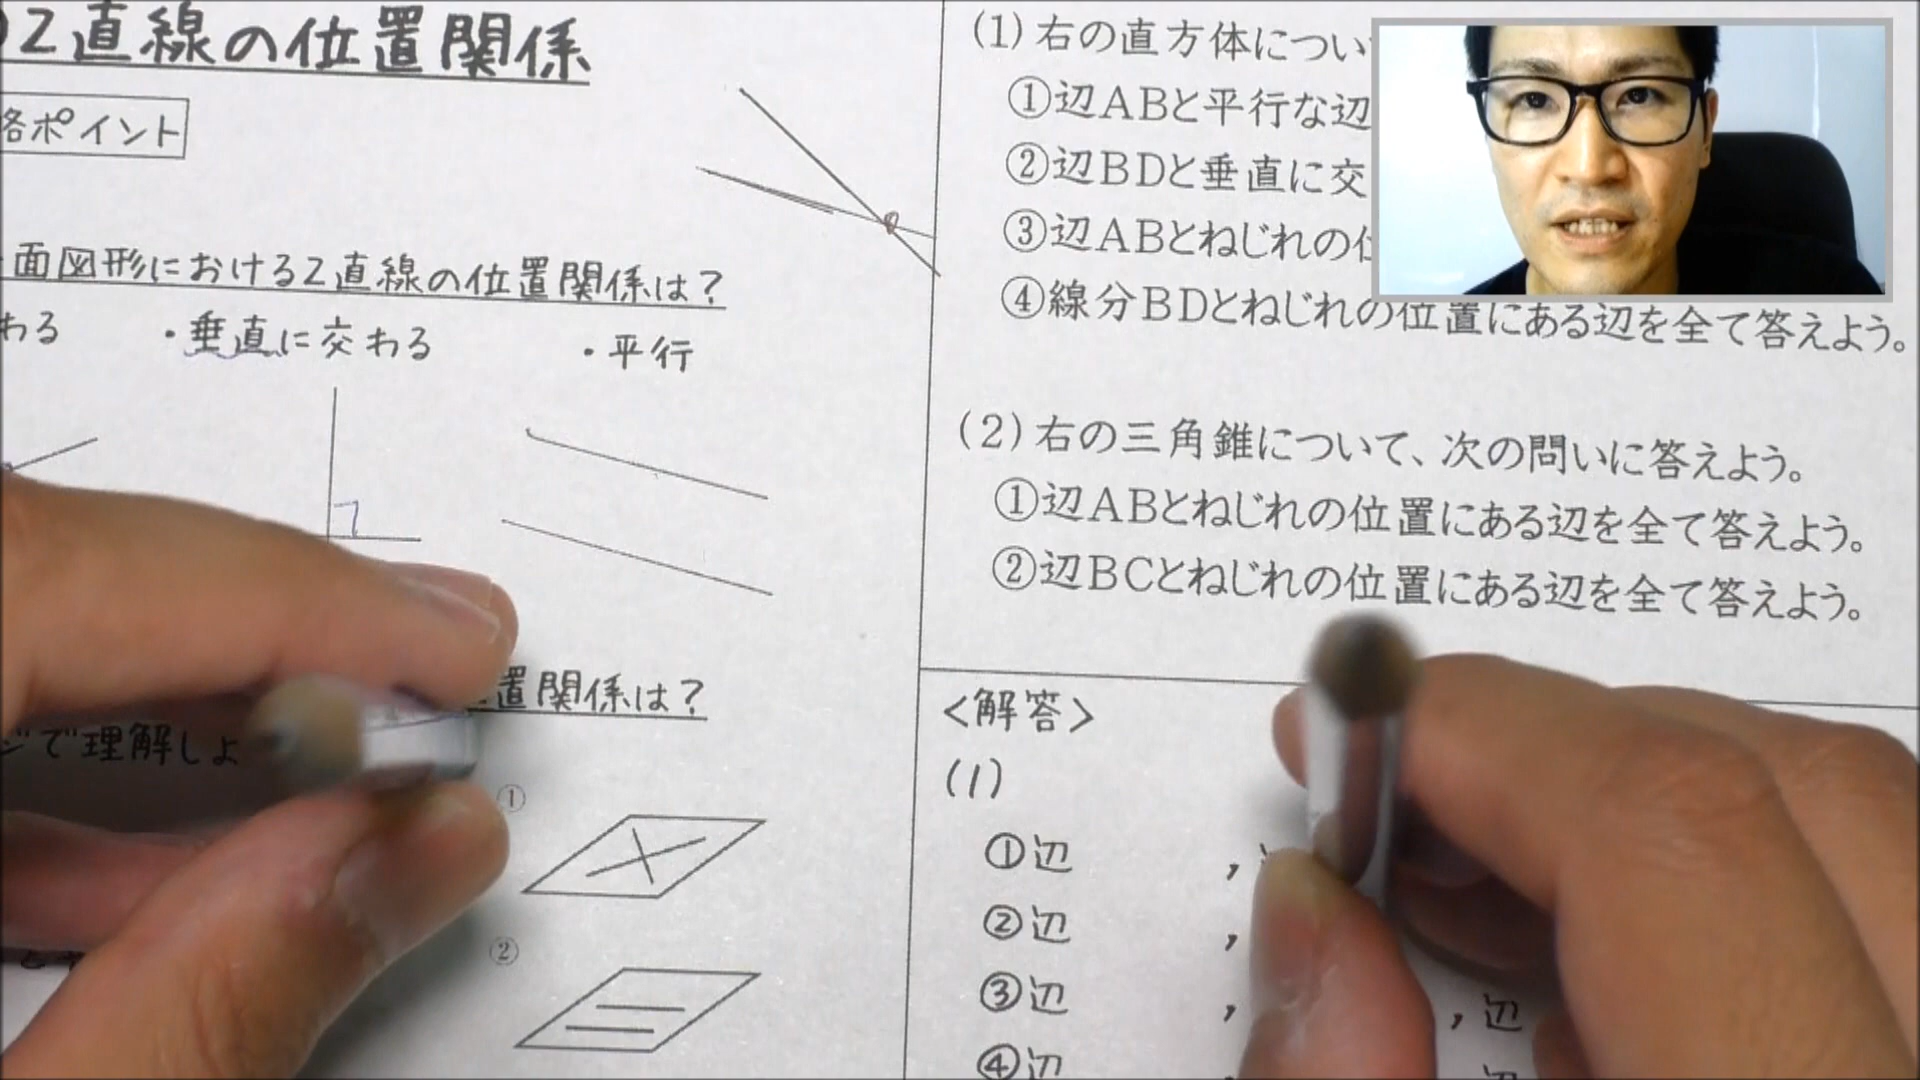 2直線の位置関係
略ポイント
面図形における2直線の位置関係は?
わる
・垂直に交わる
・平行
置関係は?
ジで理解しよ
①
②
(1)右の直方体につい
①辺ABと平行な辺
②辺BDと垂直に交
③辺ABとねじれの位
④線分BDとねじれの位置にある辺を全て答えよう。
(2)右の三角錐について、次の問いに答えよう。
①辺ABとねじれの位置にある辺を全て答えよう。
②辺BCとねじれの位置にある辺を全て答えよう。
<解答>
(1)
①辺 ,
②辺 ,
③辺 , , 辺
④辺